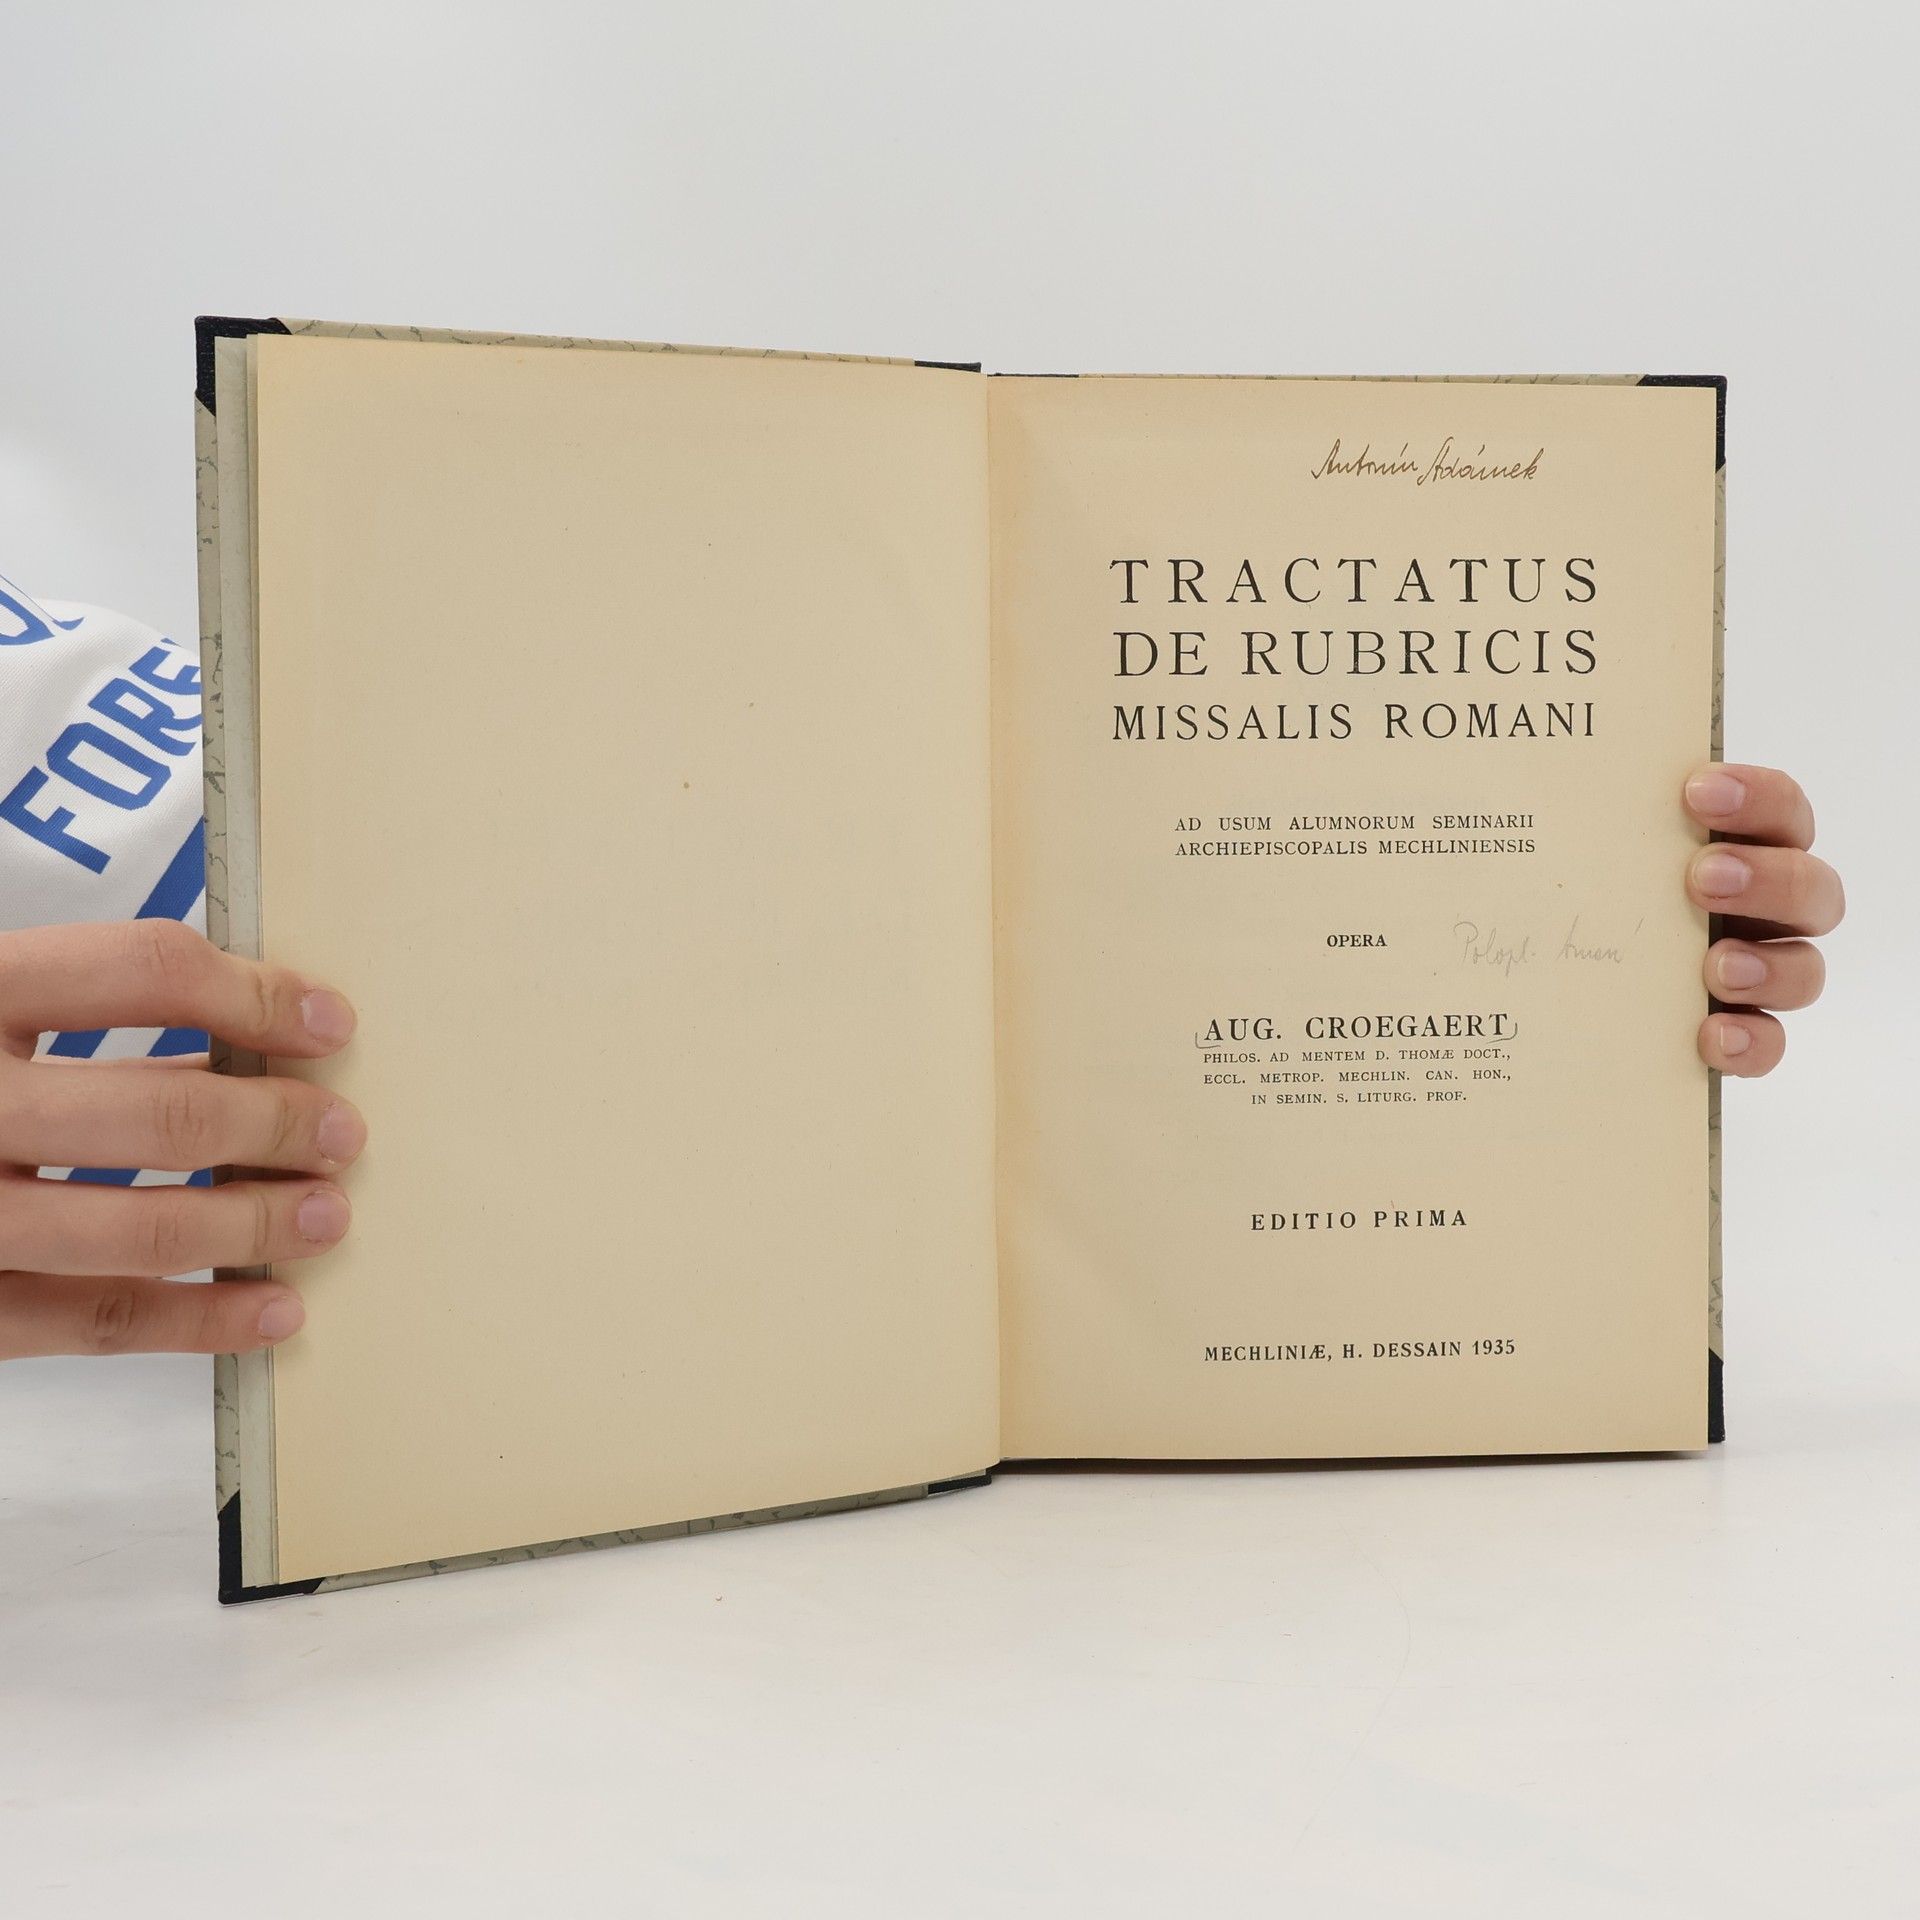 FORE
Antonín Adámek
TRACTATUS
DE RUBRICIS
MISSALIS ROMANI
AD USUM ALUMNORUM SEMINARII
ARCHIEPISCOPALIS MECHLINIENSIS
OPERA
AUG. CROEGAERT
PHILOS. AD MENTEM D. THOMÆ DOCT.,
ECCL. METROP. MECHLIN. CAN. HON.,
IN SEMIN. S. LITURG. PROF.
EDITIO PRIMA
MECHLINIÆ, H. DESSAIN 1935